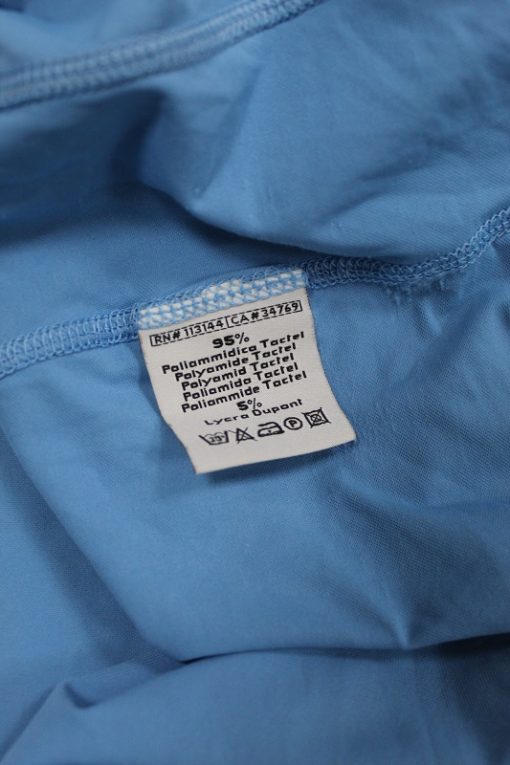 RN# 113144 CA# 34769
95%
Poliammidica Tactel
Polyamide Tactel
Polyamid Tactel
Poliamida Tactel
Poliammide Tactel
5%
Lycra Dupont
P